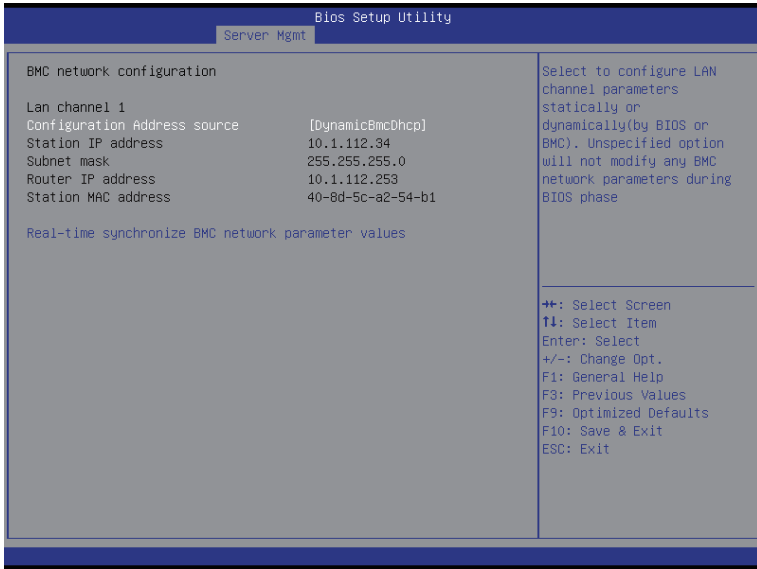 Bios Setup Utility
Server Mgmt
BMC network configuration
Lan channel 1
Configuration Address source [DynamicBmcDhcp]
Station IP address 10.1.112.34
Subnet mask 255.255.255.0
Router IP address 10.1.112.253
Station MAC address 40-8d-5c-a2-54-b1
Real-time synchronize BMC network parameter values
Select to configure LAN
channel parameters
statically or
dynamically(by BIOS or
BMC). Unspecified option
will not modify any BMC
network parameters during
BIOS phase
→←: Select Screen
↑↓: Select Item
Enter: Select
+/-: Change Opt.
F1: General Help
F3: Previous Values
F9: Optimized Defaults
F10: Save & Exit
ESC: Exit